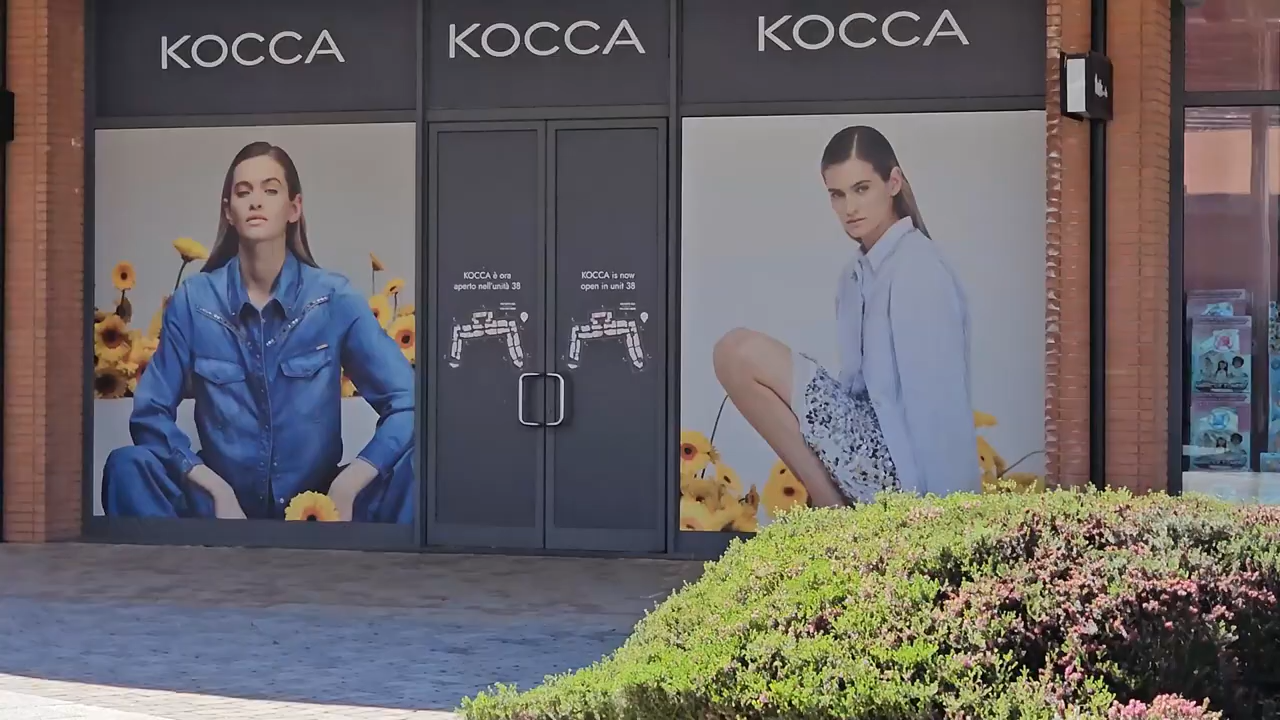 KOCCA
KOCCA
KOCCA
KOCCA è ora
aperto nell'unità 38
KOCCA is now
open in unit 38